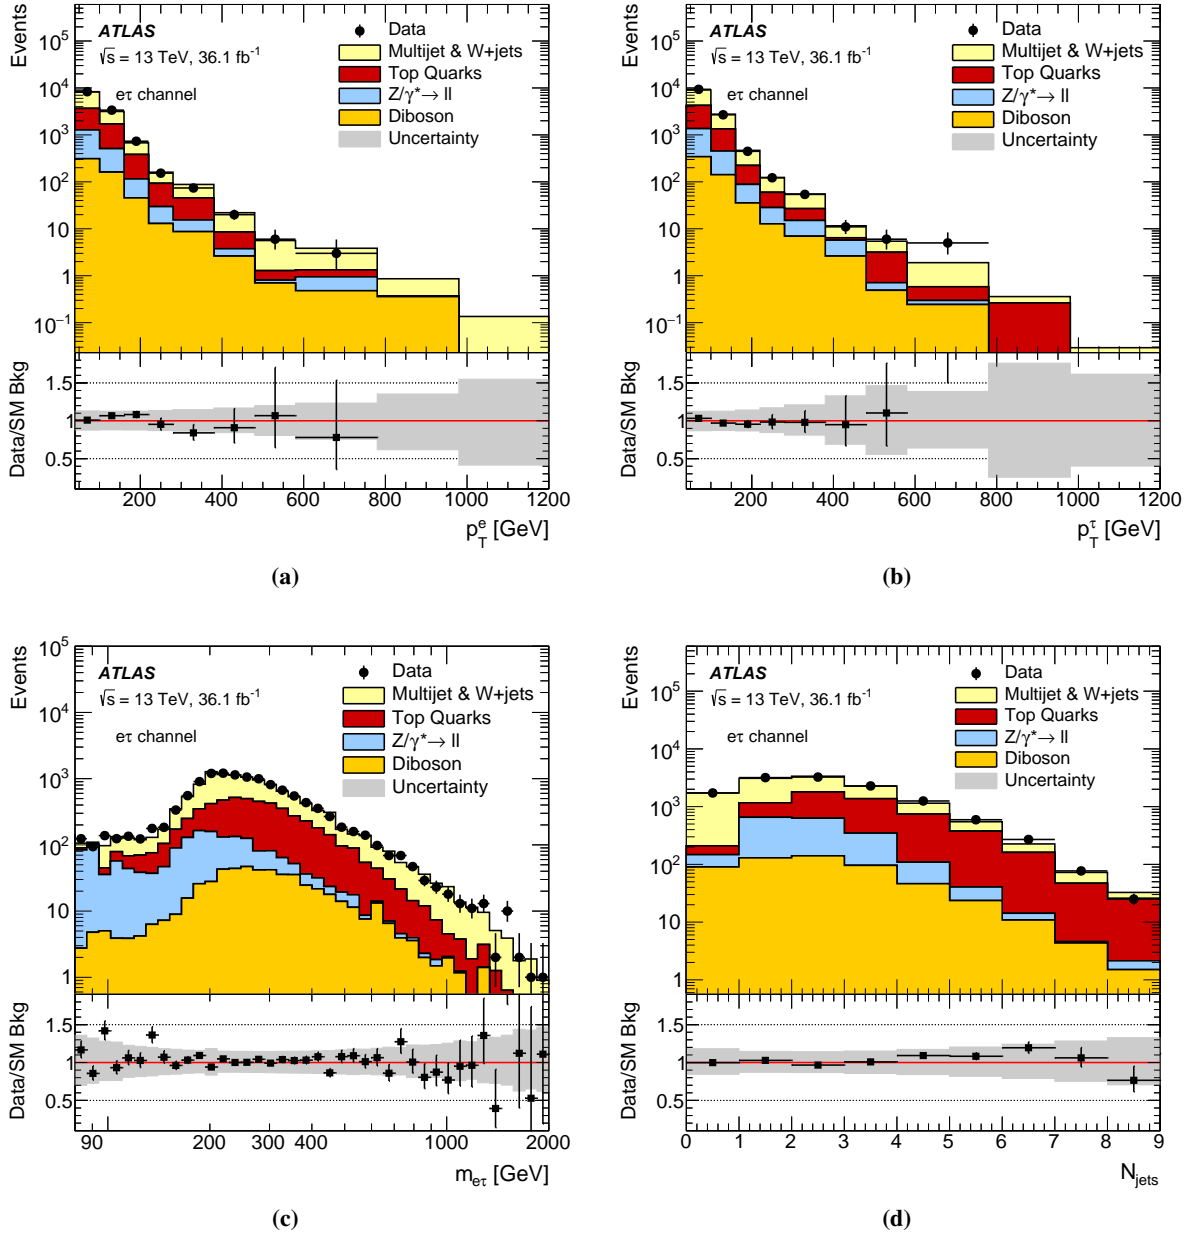 Events
10⁵
10⁴
10³
10²
10
1
10⁻¹
ATLAS
√s = 13 TeV, 36.1 fb⁻¹
eτ channel
Data
Multijet & W+jets
Top Quarks
Z/γ*→ ll
Diboson
Uncertainty
Data/SM Bkg
1.5
1
0.5
200 400 600 800 1000 1200
p_T^e [GeV]
(a)
Events
10⁵
10⁴
10³
10²
10
1
10⁻¹
ATLAS
√s = 13 TeV, 36.1 fb⁻¹
eτ channel
Data
Multijet & W+jets
Top Quarks
Z/γ*→ ll
Diboson
Uncertainty
Data/SM Bkg
1.5
1
0.5
200 400 600 800 1000 1200
p_T^τ [GeV]
(b)
Events
10⁵
10⁴
10³
10²
10
1
ATLAS
√s = 13 TeV, 36.1 fb⁻¹
eτ channel
Data
Multijet & W+jets
Top Quarks
Z/γ*→ ll
Diboson
Uncertainty
Data/SM Bkg
1.5
1
0.5
90 200 300 400 1000 2000
m_eτ [GeV]
(c)
Events
10⁵
10⁴
10³
10²
10
1
ATLAS
√s = 13 TeV, 36.1 fb⁻¹
eτ channel
Data
Multijet & W+jets
Top Quarks
Z/γ*→ ll
Diboson
Uncertainty
Data/SM Bkg
1.5
1
0.5
0 1 2 3 4 5 6 7 8 9
N_jets
(d)